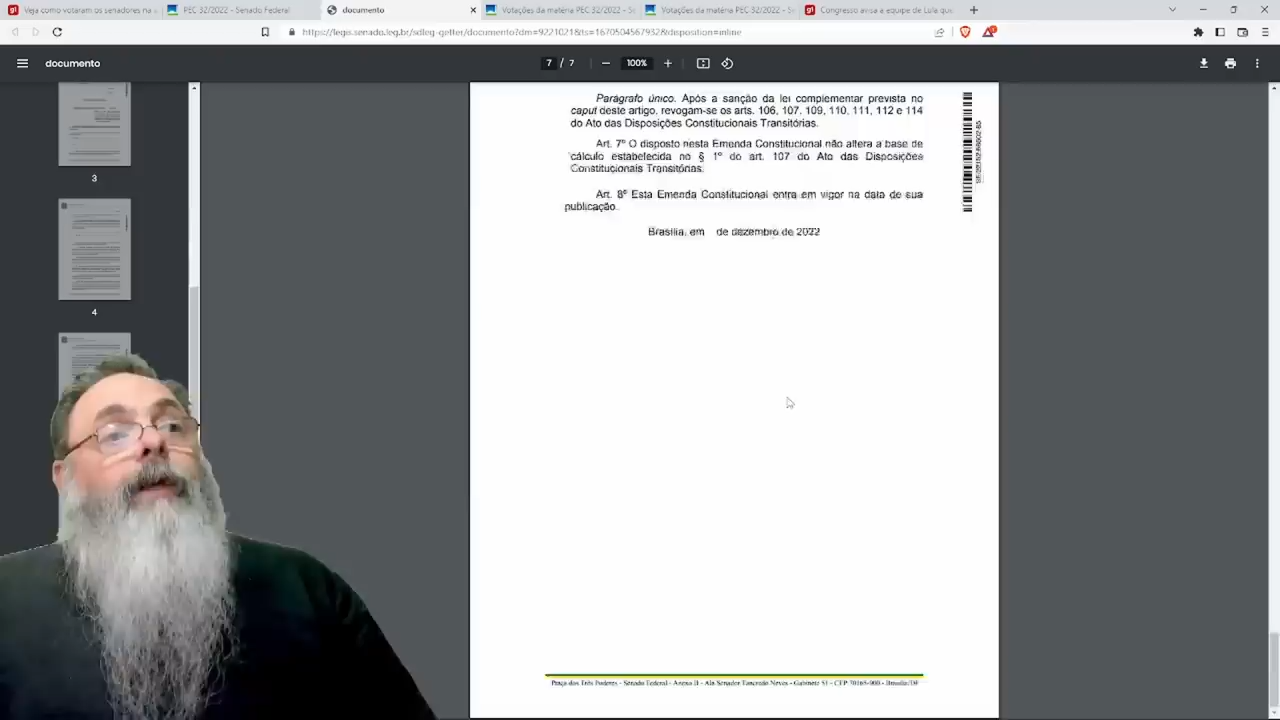 Veja como votaram os senadores na
PEC 32/2022 - Senado Federal
documento
Votações da matéria PEC 32/2022 - Se
Votações da matéria PEC 32/2022 - Se
Congresso avisa à equipe de Lula que
documento
7 / 7
100%
3
4
Parágrafo único. Após a sanção da lei complementar prevista no
caput deste artigo, revogam-se os arts. 106, 107, 109, 110, 111, 112 e 114
do Ato das Disposições Constitucionais Transitórias.
Art. 7º O disposto nesta Emenda Constitucional não altera a base de
cálculo estabelecida no § 1º do art. 107 do Ato das Disposições
Constitucionais Transitórias.
Art. 8º Esta Emenda Constitucional entra em vigor na data de sua
publicação.
Brasília, em de dezembro de 2022
Praça dos Três Poderes - Senado Federal - Anexo II - Ala Senador Tancredo Neves - Gabinete 51 - CEP 70165-900 - Brasília/DF